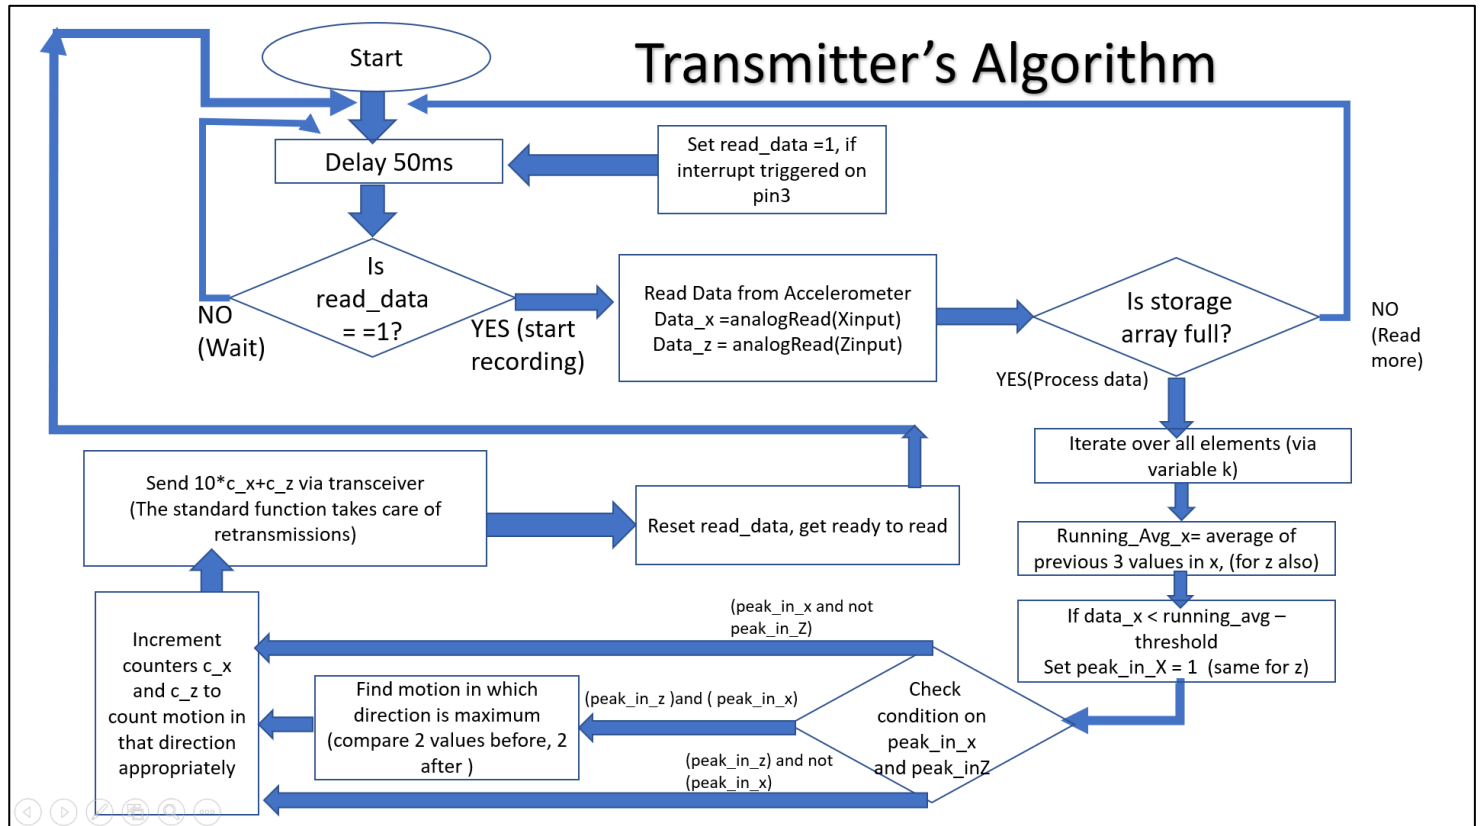 Transmitter's Algorithm
Start
Delay 50ms
Set read_data =1, if
interrupt triggered on
pin3
Is
read_data
= =1?
NO
(Wait)
YES (start
recording)
Read Data from Accelerometer
Data_x =analogRead(Xinput)
Data_z = analogRead(Zinput)
Is storage
array full?
NO
(Read
more)
YES(Process data)
Iterate over all elements (via
variable k)
Running_Avg_x= average of
previous 3 values in x, (for z also)
If data_x < running_avg –
threshold
Set peak_in_X = 1 (same for z)
Check
condition on
peak_in_x
and peak_inZ
(peak_in_x and not
peak_in_Z)
(peak_in_z )and ( peak_in_x)
(peak_in_z) and not
(peak_in_x)
Find motion in which
direction is maximum
(compare 2 values before, 2
after )
Increment
counters c_x
and c_z to
count motion in
that direction
appropriately
Send 10*c_x+c_z via transceiver
(The standard function takes care of
retransmissions)
Reset read_data, get ready to read